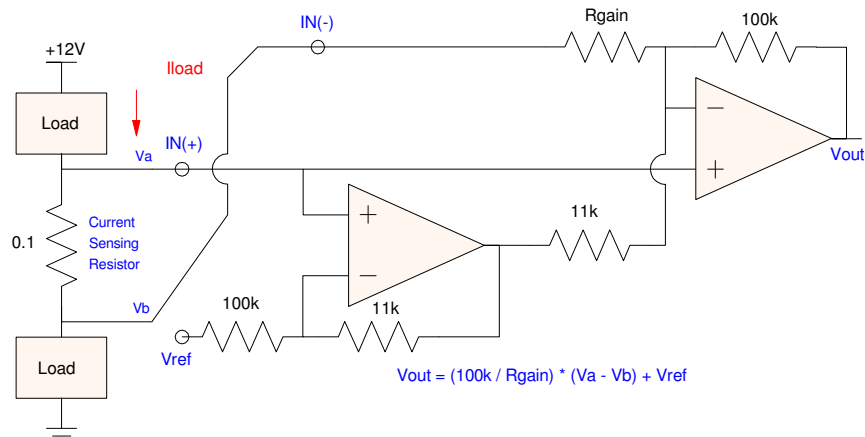 Rgain
100k
IN(-)
+12V
Iload
Load
IN(+)
Va
−
+
Vout
0.1
Current
Sensing
Resistor
+
−
11k
Vb
100k
11k
Vref
Load
Vout = (100k / Rgain) * (Va - Vb) + Vref